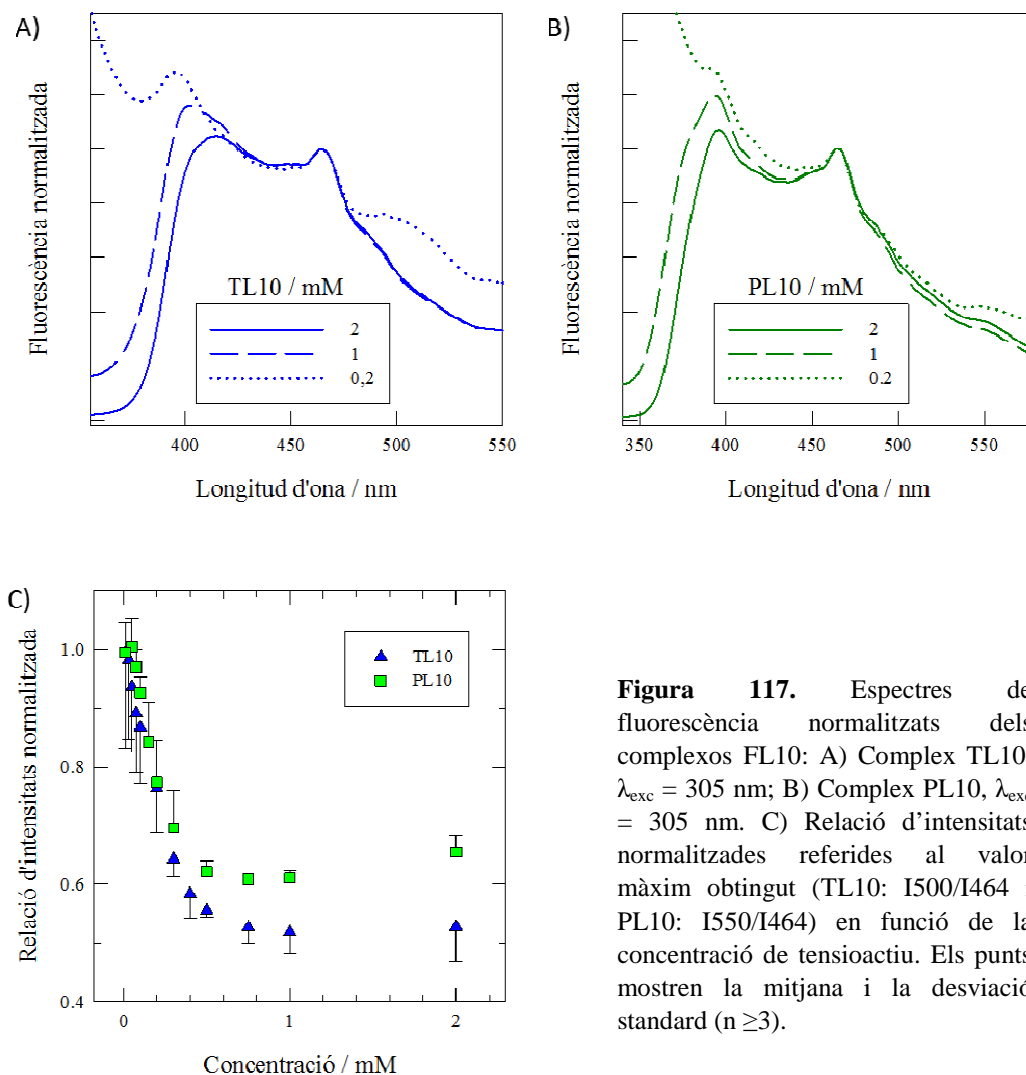 A)
Fluorescència normalitzada
TL10 / mM
2
1
0,2
400
450
500
550
Longitud d'ona / nm
B)
Fluorescència normalitzada
PL10 / mM
2
1
0.2
350
400
450
500
550
Longitud d'ona / nm
C)
Relació d'intensitats normalitzada
1.0
0.8
0.6
0.4
TL10
PL10
0
1
2
Concentració / mM
Figura 117. Espectres de
fluorescència normalitzats dels
complexos FL10: A) Complex TL10
λexc = 305 nm; B) Complex PL10, λexc
= 305 nm. C) Relació d’intensitats
normalitzades referides al valor
màxim obtingut (TL10: I500/I464 i
PL10: I550/I464) en funció de la
concentració de tensioactiu. Els punts
mostren la mitjana i la desviació
standard (n ≥3).